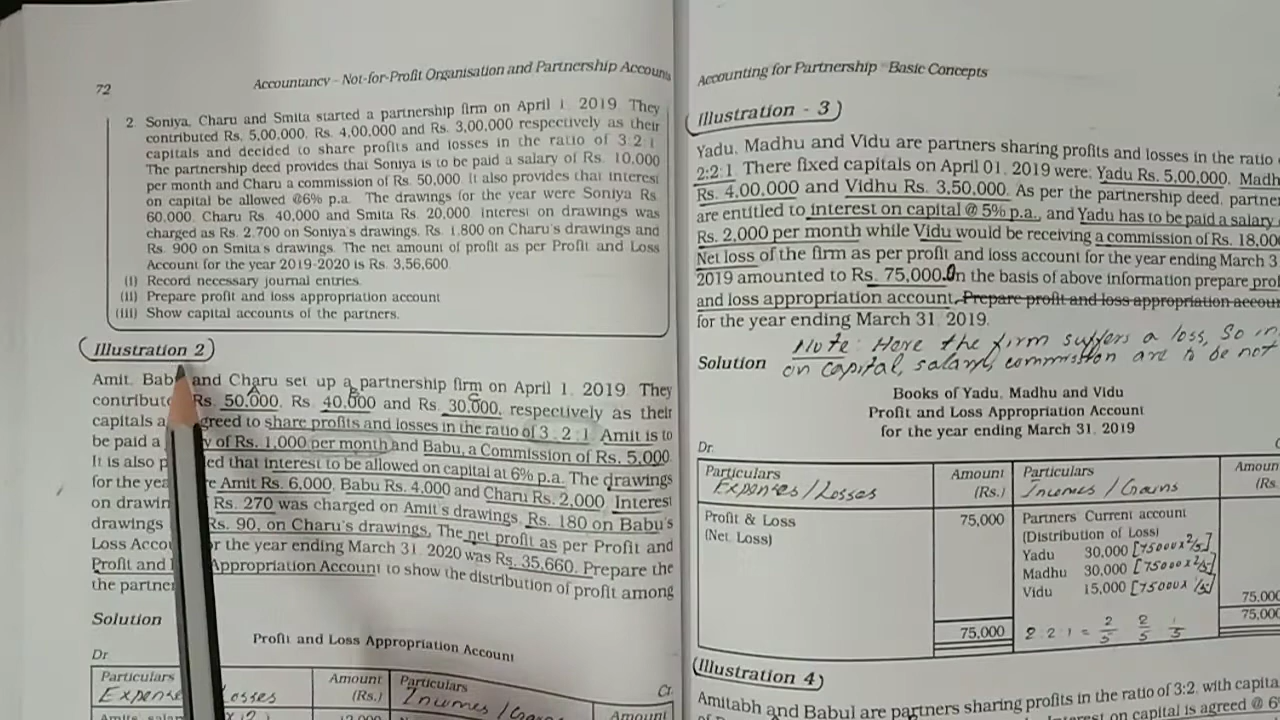 72
Accountancy – Not-for-Profit Organisation and Partnership Accoun
2. Soniya, Charu and Smita started a partnership firm on April 1, 2019. They
contributed Rs. 5,00,000, Rs. 4,00,000 and Rs. 3,00,000 respectively as their
capitals and decided to share profits and losses in the ratio of 3:2:1.
The partnership deed provides that Soniya is to be paid a salary of Rs. 10,000
per month and Charu a commission of Rs. 50,000. It also provides that interest
on capital be allowed @6% p.a. The drawings for the year were Soniya Rs.
60,000, Charu Rs. 40,000 and Smita Rs. 20,000. Interest on drawings was
charged as Rs. 2,700 on Soniya's drawings, Rs. 1,800 on Charu's drawings and
Rs. 900 on Smita's drawings. The net amount of profit as per Profit and Loss
Account for the year 2019-2020 is Rs. 3,56,600.
(i) Record necessary journal entries.
(ii) Prepare profit and loss appropriation account
(iii) Show capital accounts of the partners.
Illustration 2
Amit, Bab and Charu set up a partnership firm on April 1, 2019. They
contribute Rs. 50,000, Rs. 40,000 and Rs. 30,000, respectively as their
capitals a greed to share profits and losses in the ratio of 3 : 2 : 1. Amit is to
be paid a y of Rs. 1,000 per month and Babu, a Commission of Rs. 5,000.
It is also p ed that interest to be allowed on capital at 6% p.a. The drawings
for the yea e Amit Rs. 6,000, Babu Rs. 4,000 and Charu Rs. 2,000. Interest
on drawin Rs. 270 was charged on Amit's drawings, Rs. 180 on Babu's
drawings Rs. 90, on Charu's drawings. The net profit as per Profit and
Loss Accou r the year ending March 31, 2020 was Rs. 35,660. Prepare the
Profit and Appropriation Account to show the distribution of profit among
the partne
Solution
Profit and Loss Appropriation Account
Dr. Cr.
Particulars Amount (Rs.) Particulars Amount
Expense osses Incomes / Gains
Accounting for Partnership : Basic Concepts
Illustration - 3
Yadu, Madhu and Vidu are partners sharing profits and losses in the ratio
2:2:1. There fixed capitals on April 01, 2019 were: Yadu Rs. 5,00,000, Madh
Rs. 4,00,000 and Vidhu Rs. 3,50,000. As per the partnership deed, partne
are entitled to interest on capital @ 5% p.a., and Yadu has to be paid a salary
Rs. 2,000 per month while Vidu would be receiving a commission of Rs. 18,00
Net loss of the firm as per profit and loss account for the year ending March 3
2019 amounted to Rs. 75,000. On the basis of above information prepare prof
and loss appropriation account. Prepare profit and loss appropriation accou
for the year ending March 31, 2019.
Note: Here the firm suffers a loss, so in
Solution on capital, salary, commission are to be not
Books of Yadu, Madhu and Vidu
Profit and Loss Appropriation Account
for the year ending March 31, 2019
Dr.
Particulars Amount (Rs.) Particulars Amoun (Rs.
Expenses / Losses Incomes / Gains
Profit & Loss 75,000 Partners Current account
(Net Loss) (Distribution of Loss)
Yadu 30,000 [75000 x 2/5]
Madhu 30,000 [75000 x 2/5]
Vidu 15,000 [75000 x 1/5] 75,000
75,000 2:2:1 = 2/5 2/5 1/5 75,000
Illustration 4
Amitabh and Babul are partners sharing profits in the ratio of 3:2, with capita
on capital is agreed @ 6